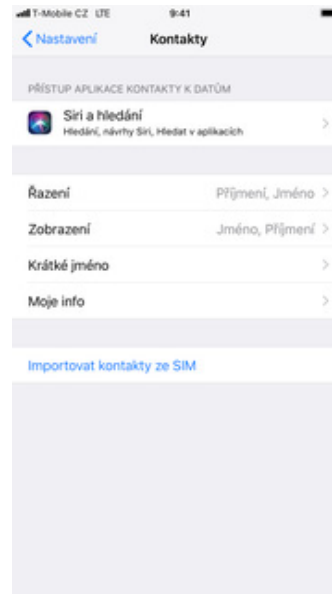 T-Mobile CZ LTE 9:41
Nastavení Kontakty
PŘÍSTUP APLIKACE KONTAKTY K DATŮM
Siri a hledání
Hledání, návrhy Siri, Hledat v aplikacích
Řazení Příjmení, Jméno
Zobrazení Jméno, Příjmení
Krátké jméno
Moje info
Importovat kontakty ze SIM